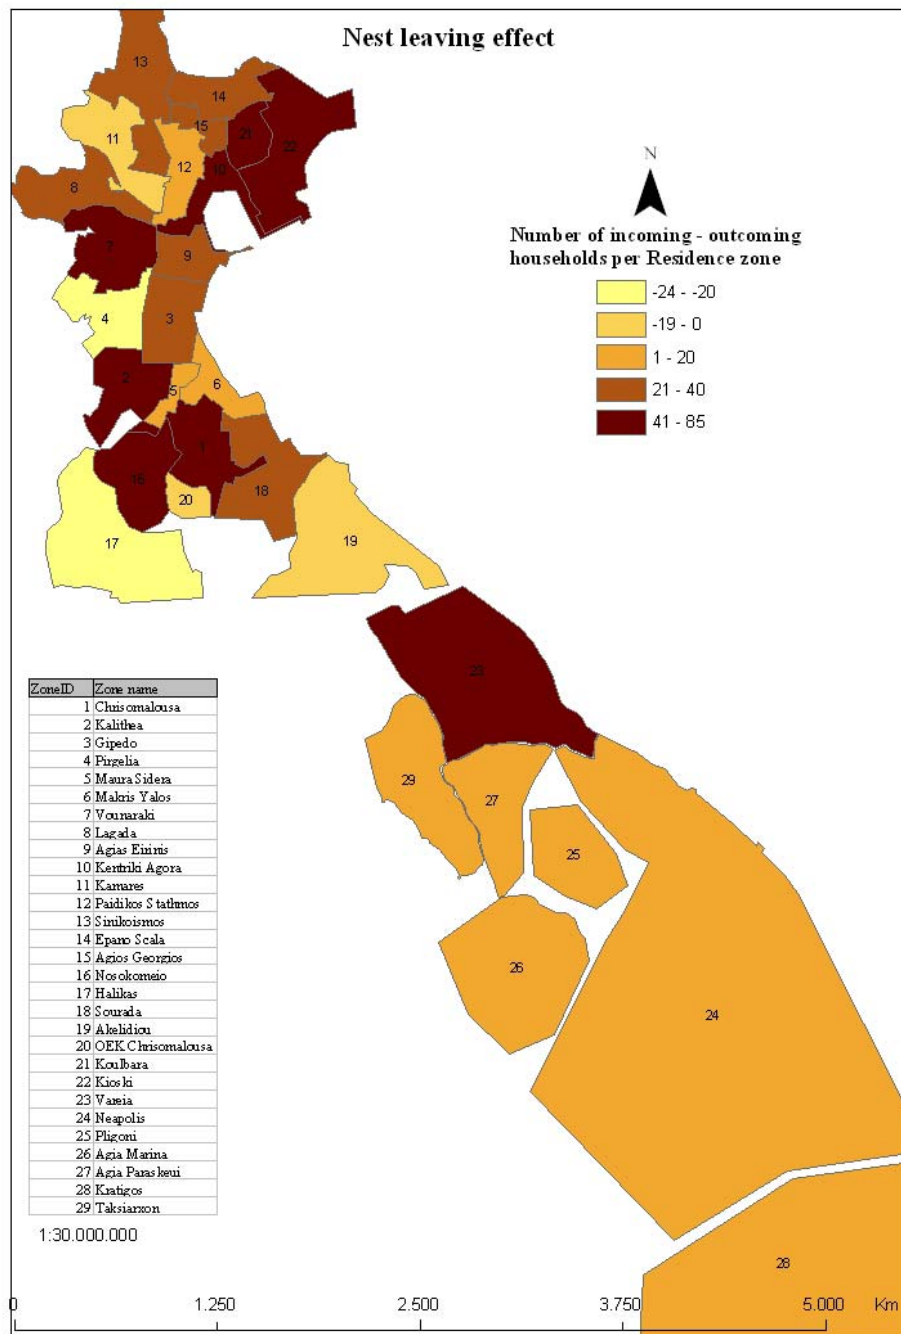 Nest leaving effect
13
14
15
21
11
12
10
22
8
7
9
4
3
2
5
6
1
16
18
20
17
19
N
Number of incoming - outcoming
households per Residence zone
-24 - -20
-19 - 0
1 - 20
21 - 40
41 - 85
23
29
27
25
26
24
28
ZoneID Zone name
1 Chrisomalousa
2 Kalithea
3 Gipedo
4 Pirgelia
5 Maura Sidera
6 Makris Yalos
7 Vounaraki
8 Lagada
9 Agias Eirinis
10 Kentriki Agora
11 Kamares
12 Paidikos Stathmos
13 Sinikoismos
14 Epano Scala
15 Agios Georgios
16 Nosokomeio
17 Halikas
18 Sourada
19 Akelidiou
20 OEK Chrisomalousa
21 Koulbara
22 Kioski
23 Vareia
24 Neapolis
25 Pligoni
26 Agia Marina
27 Agia Paraskeui
28 Kratigos
29 Taksiarxon
1:30.000.000
0 1.250 2.500 3.750 5.000 Km